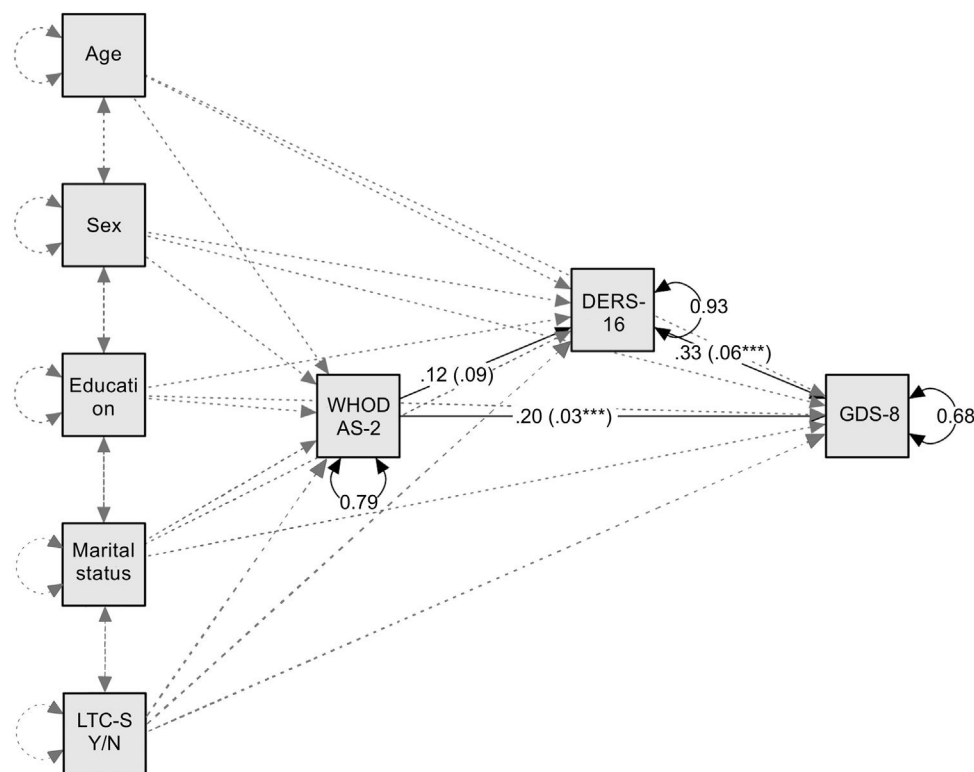 Age
Sex
DERS-
16
0.93
.33 (.06***)
.12 (.09)
Educati
on
WHOD
AS-2
.20 (.03***)
GDS-8
0.68
0.79
Marital
status
LTC-S
Y/N